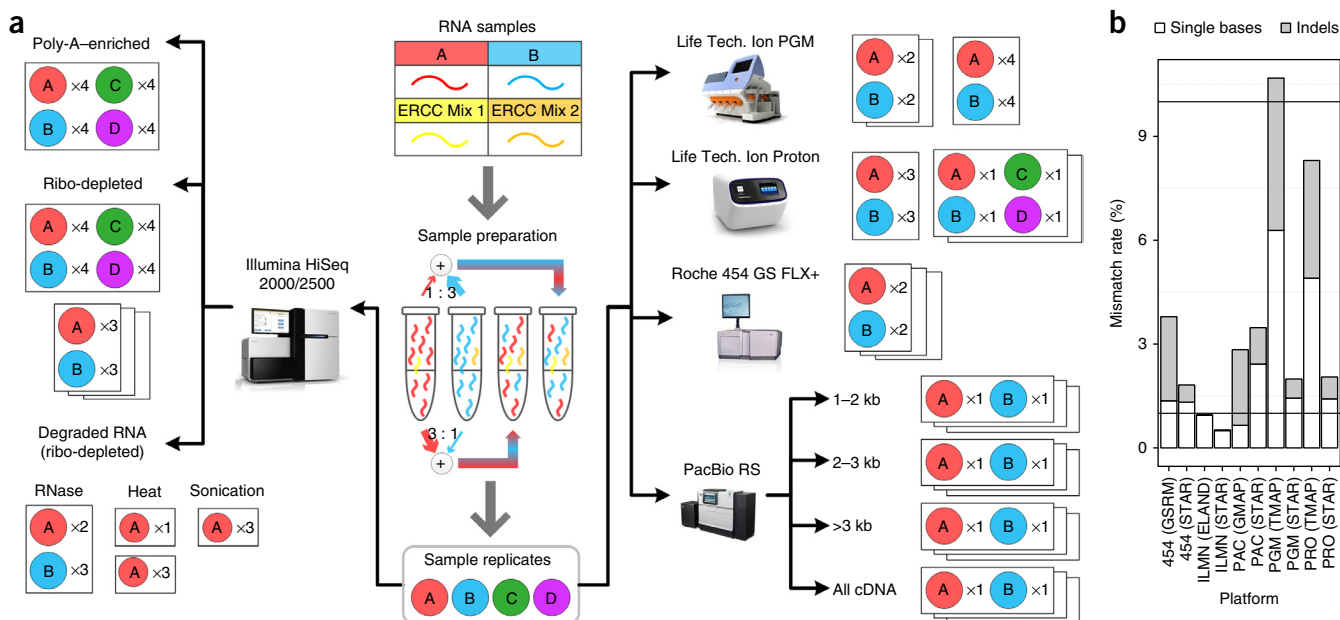 a
Poly-A–enriched
A ×4 C ×4
B ×4 D ×4
Ribo-depleted
A ×4 C ×4
B ×4 D ×4
A ×3
B ×3
Degraded RNA
(ribo-depleted)
RNase
A ×2
B ×3
Heat
A ×1
A ×3
Sonication
A ×3
Illumina HiSeq
2000/2500
RNA samples
A B
ERCC Mix 1 ERCC Mix 2
Sample preparation
+
1 : 3
3 : 1
+
Sample replicates
A B C D
Life Tech. Ion PGM
A ×2
B ×2
A ×4
B ×4
Life Tech. Ion Proton
A ×3
B ×3
A ×1 C ×1
B ×1 D ×1
Roche 454 GS FLX+
A ×2
B ×2
PacBio RS
1–2 kb
A ×1 B ×1
2–3 kb
A ×1 B ×1
>3 kb
A ×1 B ×1
All cDNA
A ×1 B ×1
b
Single bases Indels
Mismatch rate (%)
9
6
3
0
454 (GSRM)
454 (STAR)
ILMN (ELAND)
ILMN (STAR)
PAC (GMAP)
PAC (STAR)
PGM (TMAP)
PGM (STAR)
PRO (TMAP)
PRO (STAR)
Platform